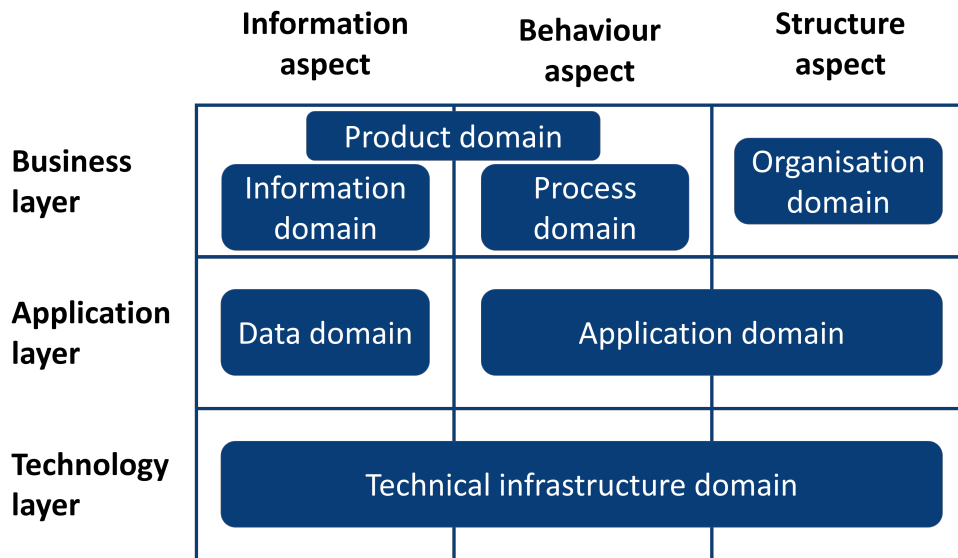 Information
aspect
Behaviour
aspect
Structure
aspect
Business
layer
Product domain
Information
domain
Process
domain
Organisation
domain
Application
layer
Data domain
Application domain
Technology
layer
Technical infrastructure domain